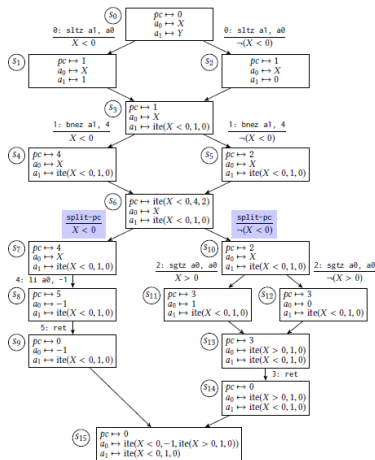 s0
pc ↦ 0
a0 ↦ X
a1 ↦ Y
0: sltz a1, a0
X < 0
0: sltz a1, a0
¬(X < 0)
s1
pc ↦ 1
a0 ↦ X
a1 ↦ 1
s2
pc ↦ 1
a0 ↦ X
a1 ↦ 0
s3
pc ↦ 1
a0 ↦ X
a1 ↦ ite(X < 0, 1, 0)
1: bnez a1, 4
X < 0
1: bnez a1, 4
¬(X < 0)
s4
pc ↦ 4
a0 ↦ X
a1 ↦ ite(X < 0, 1, 0)
s5
pc ↦ 2
a0 ↦ X
a1 ↦ ite(X < 0, 1, 0)
s6
pc ↦ ite(X < 0, 4, 2)
a0 ↦ X
a1 ↦ ite(X < 0, 1, 0)
split-pc
X < 0
split-pc
¬(X < 0)
s7
pc ↦ 4
a0 ↦ X
a1 ↦ ite(X < 0, 1, 0)
s10
pc ↦ 2
a0 ↦ X
a1 ↦ ite(X < 0, 1, 0)
4: li a0, -1
2: sgtz a0, a0
X > 0
2: sgtz a0, a0
¬(X > 0)
s8
pc ↦ 5
a0 ↦ −1
a1 ↦ ite(X < 0, 1, 0)
s11
pc ↦ 3
a0 ↦ 1
a1 ↦ ite(X < 0, 1, 0)
s12
pc ↦ 3
a0 ↦ 0
a1 ↦ ite(X < 0, 1, 0)
5: ret
s9
pc ↦ 0
a0 ↦ −1
a1 ↦ ite(X < 0, 1, 0)
s13
pc ↦ 3
a0 ↦ ite(X > 0, 1, 0)
a1 ↦ ite(X < 0, 1, 0)
3: ret
s14
pc ↦ 0
a0 ↦ ite(X > 0, 1, 0)
a1 ↦ ite(X < 0, 1, 0)
s15
pc ↦ 0
a0 ↦ ite(X < 0, −1, ite(X > 0, 1, 0))
a1 ↦ ite(X < 0, 1, 0)